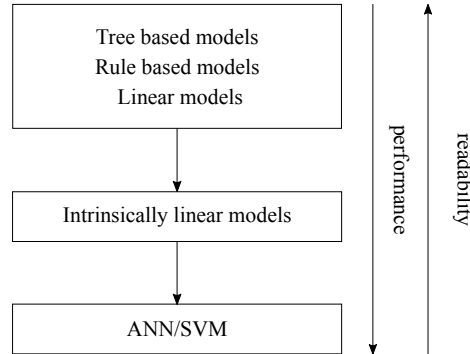 Tree based models
Rule based models
Linear models
Intrinsically linear models
ANN/SVM
performance
readability